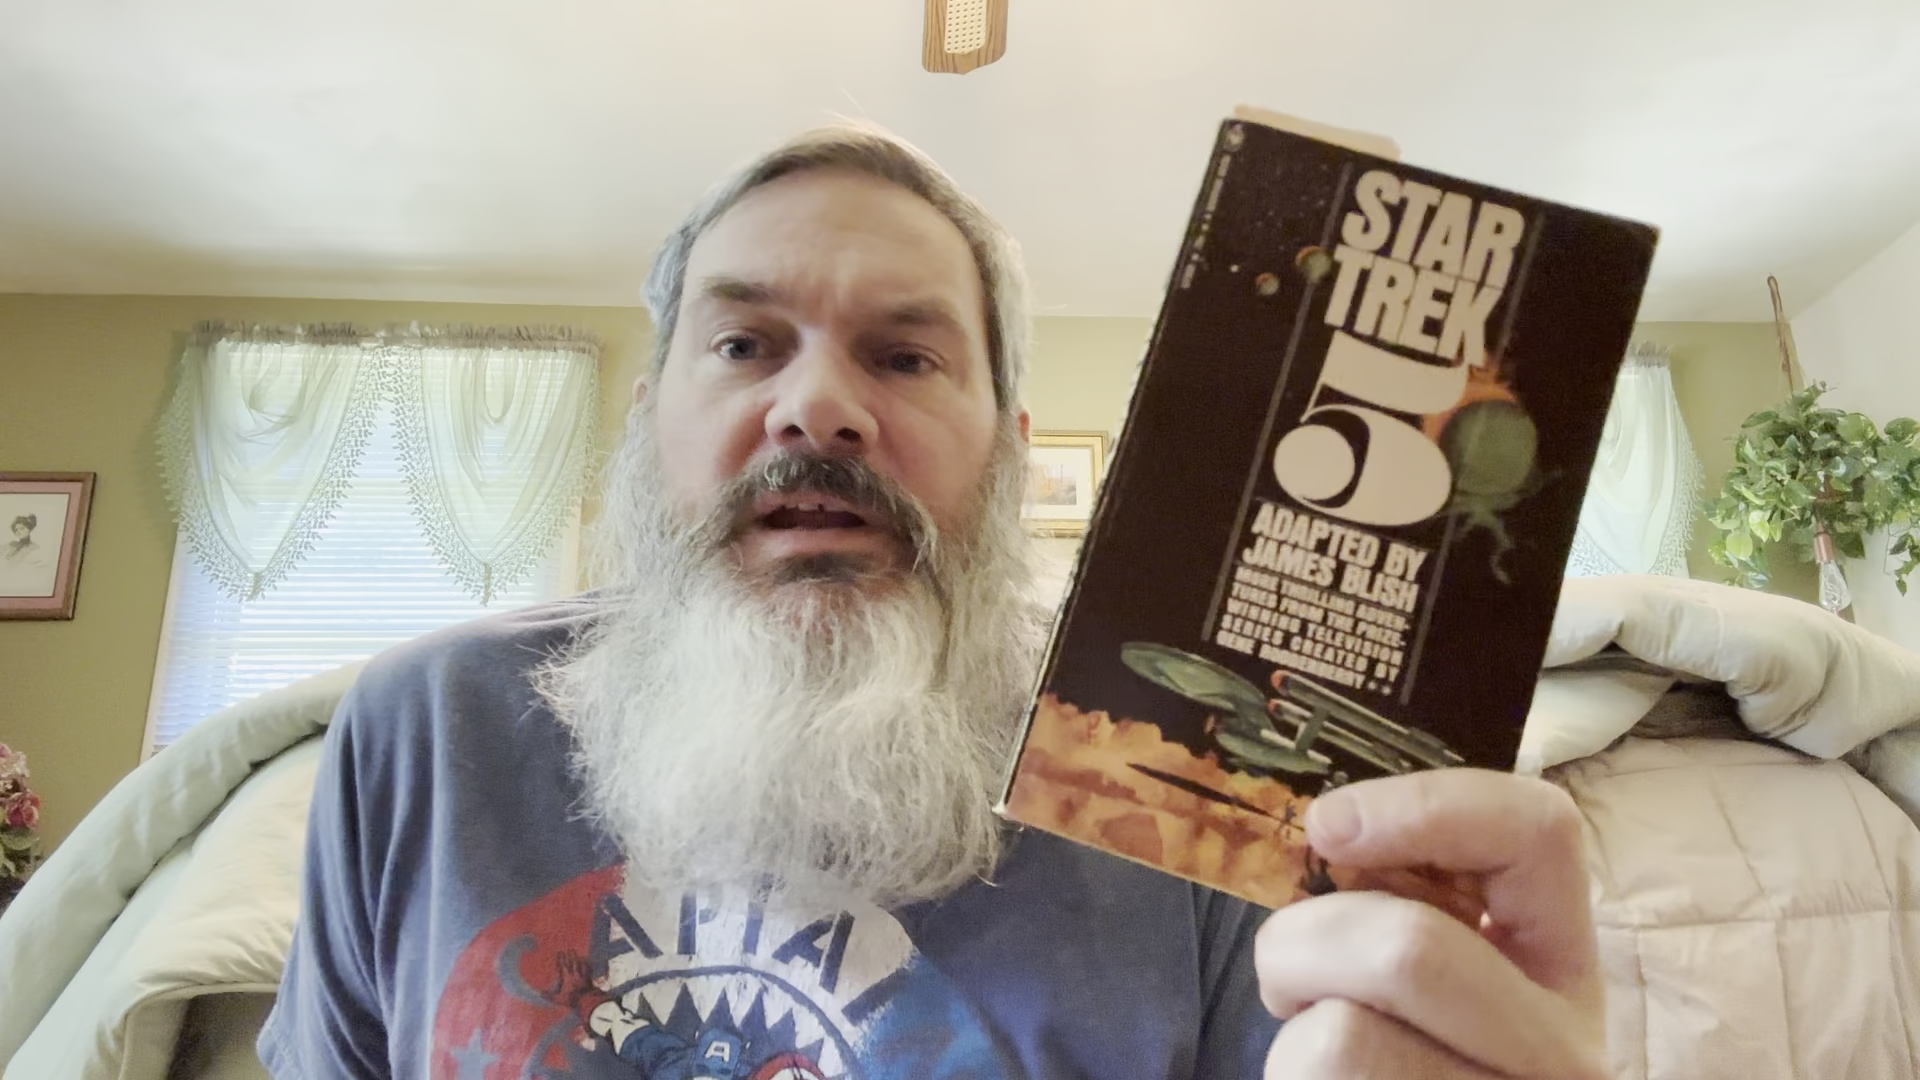 STAR
TREK
5
ADAPTED BY
JAMES BLISH
MORE THRILLING ADVEN-
TURES FROM THE PRIZE-
WINNING TELEVISION
SERIES CREATED BY
GENE RODDENBERRY
CAPTA
A